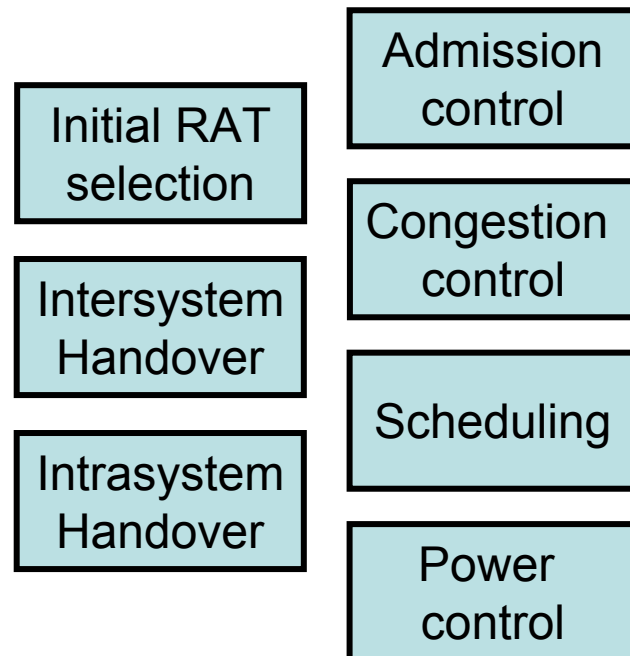 Initial RAT
selection
Intersystem
Handover
Intrasystem
Handover
Admission
control
Congestion
control
Scheduling
Power
control